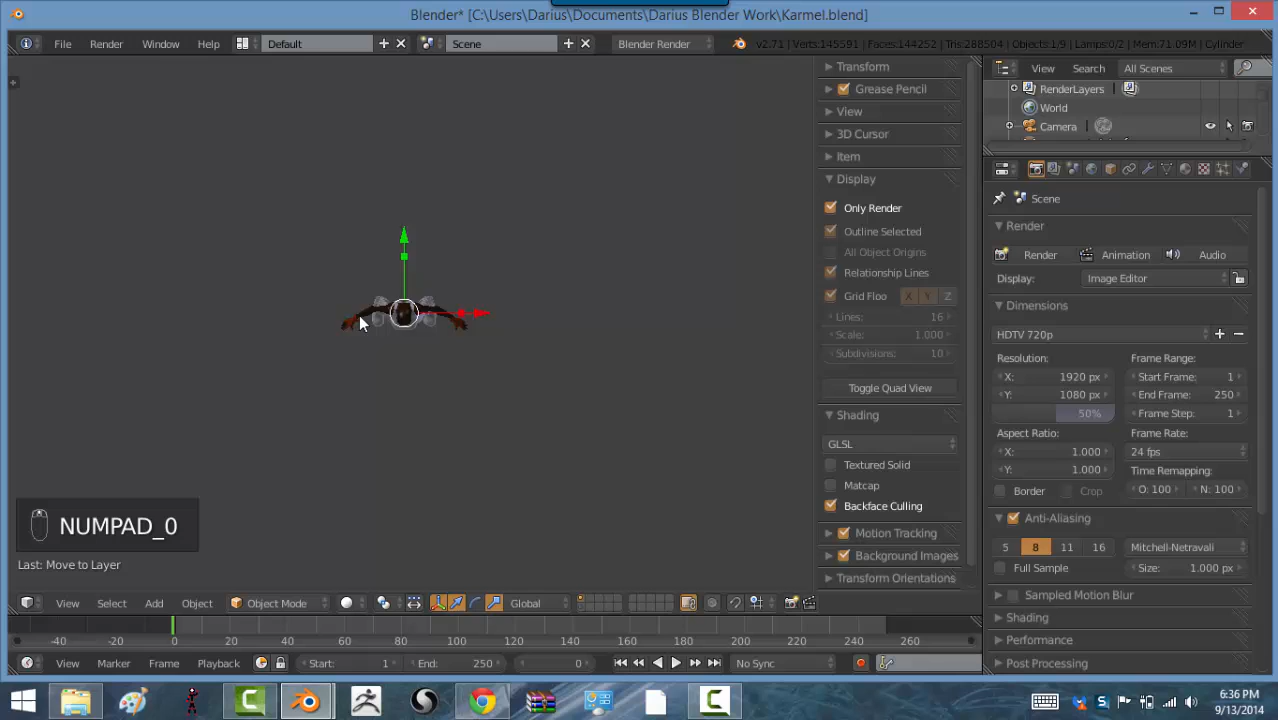 Blender* [C:\Users\Darius\Documents\Darius Blender Work\Karmel.blend]
File Render Window Help Default Scene Blender Render v2.71 | Verts:145591 | Faces:144252 | Tris:288504 | Objects:1/9 | Lamps:0/2 | Mem:71.09M | Cylinder
View Search All Scenes
RenderLayers
World
Camera
Transform
Grease Pencil
View
3D Cursor
Item
Display
Only Render
Outline Selected
All Object Origins
Relationship Lines
Grid Floo X Y Z
Lines: 16
Scale: 1.000
Subdivisions: 10
Toggle Quad View
Shading
GLSL
Textured Solid
Matcap
Backface Culling
Motion Tracking
Background Images
Transform Orientations
Scene
Render
Render Animation Audio
Display: Image Editor
Dimensions
HDTV 720p
Resolution: Frame Range:
X: 1920 px Start Frame: 1
Y: 1080 px End Frame: 250
50% Frame Step: 1
Aspect Ratio: Frame Rate:
X: 1.000 24 fps
Y: 1.000 Time Remapping:
Border Crop O: 100 N: 100
Anti-Aliasing
5 8 11 16 Mitchell-Netravali
Full Sample Size: 1.000 px
Sampled Motion Blur
Shading
Performance
Post Processing
NUMPAD_0
Last: Move to Layer
View Select Add Object Object Mode Global
-40 -20 0 20 40 60 80 100 120 140 160 180 200 220 240 260
View Marker Frame Playback Start: 1 End: 250 0 No Sync
6:36 PM
9/13/2014